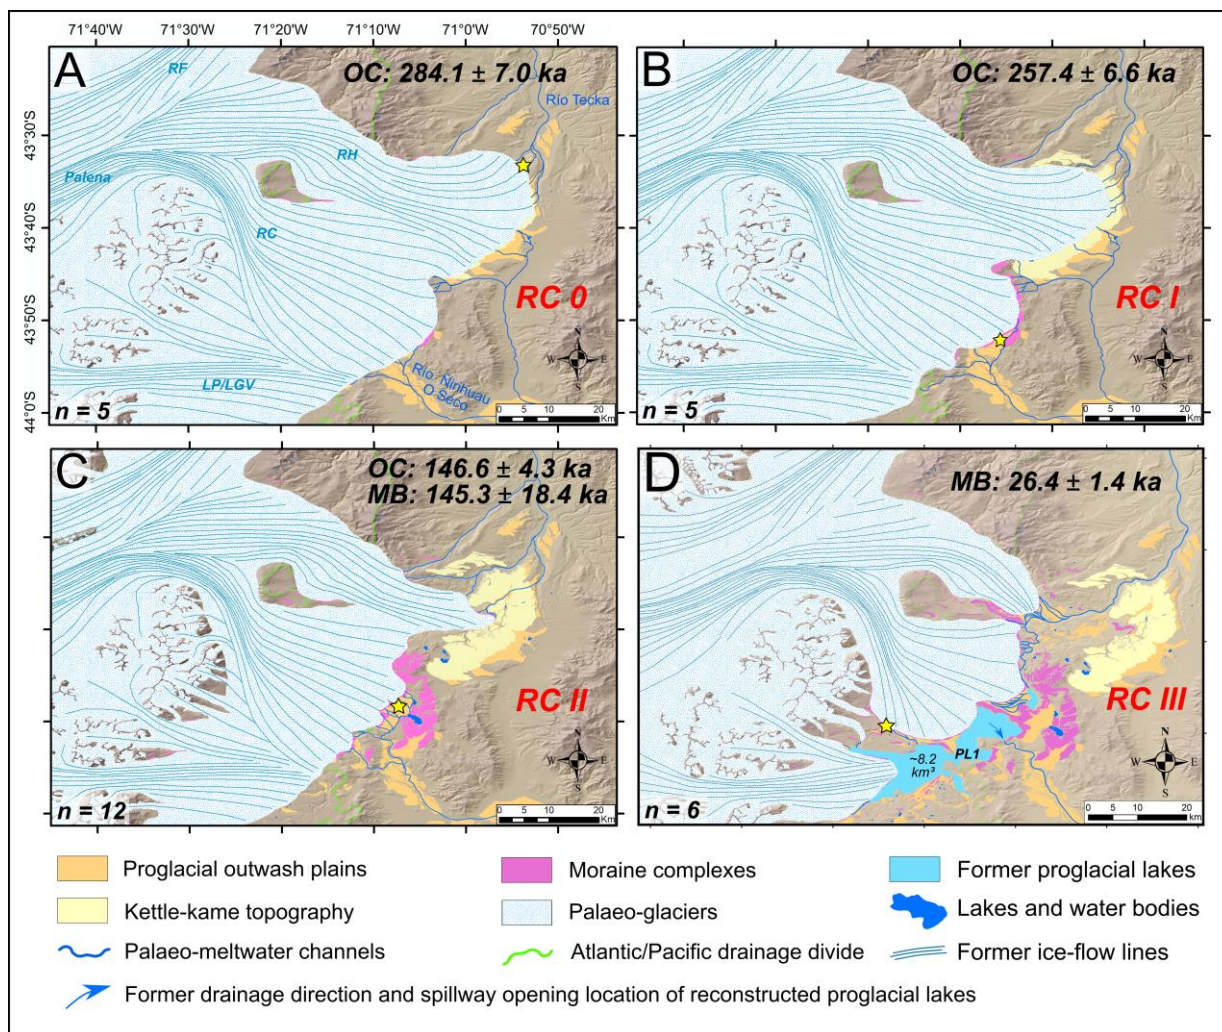 71°40'W 71°30'W 71°20'W 71°10'W 71°0'W 70°50'W
A
OC: 284.1 ± 7.0 ka
RF
Río Tecka
43°30'S
RH
Palena
43°40'S
RC
RC 0
43°50'S
LP/LGV
Río Ninhuau
O Seco
N
W E
S
44°0'S
n = 5
0 5 10 20
Km
B
OC: 257.4 ± 6.6 ka
RC I
N
W E
S
n = 5
0 5 10 20
Km
C
OC: 146.6 ± 4.3 ka
MB: 145.3 ± 18.4 ka
RC II
N
W E
S
n = 12
0 5 10 20
Km
D
MB: 26.4 ± 1.4 ka
RC III
PL1
~8.2
km³
N
W E
S
n = 6
0 5 10 20
km
Proglacial outwash plains
Moraine complexes
Former proglacial lakes
Kettle-kame topography
Palaeo-glaciers
Lakes and water bodies
Palaeo-meltwater channels
Atlantic/Pacific drainage divide
Former ice-flow lines
Former drainage direction and spillway opening location of reconstructed proglacial lakes